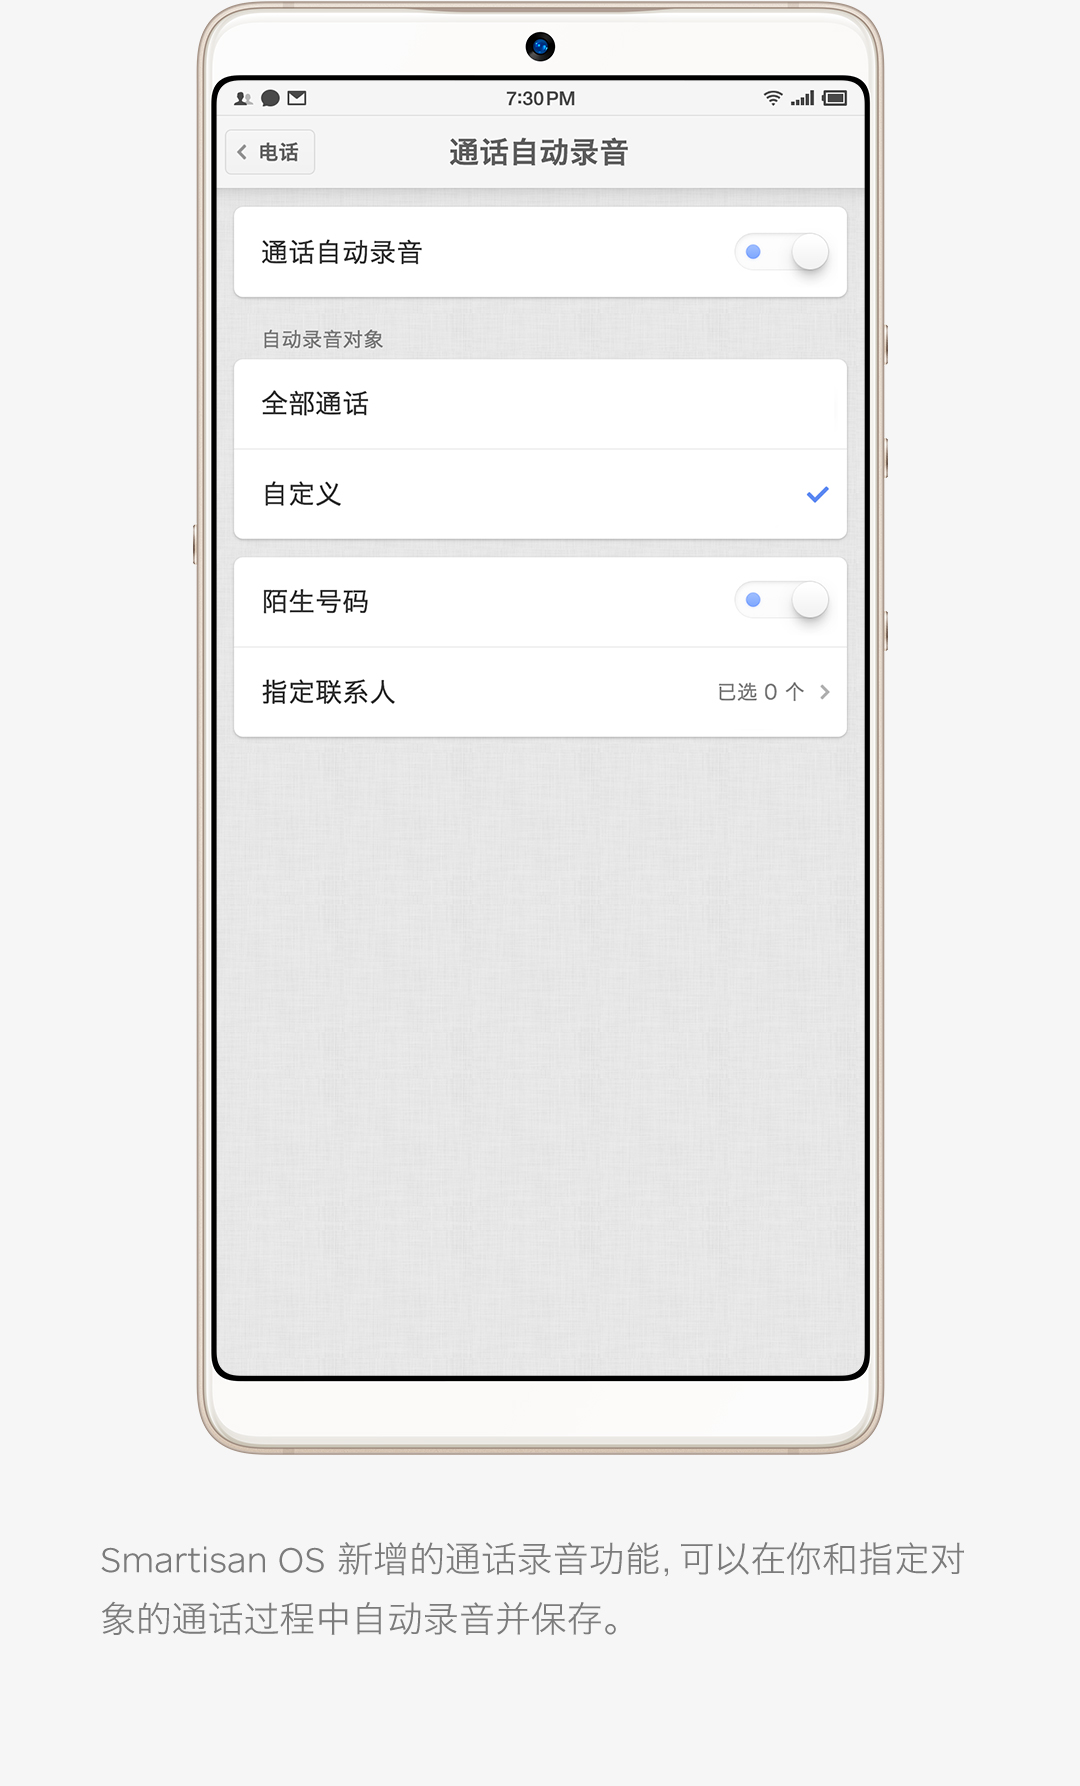 7:30PM
电话
通话自动录音
通话自动录音
自动录音对象
全部通话
自定义
陌生号码
指定联系人
已选 0 个
Smartisan OS 新增的通话录音功能, 可以在你和指定对
象的通话过程中自动录音并保存。